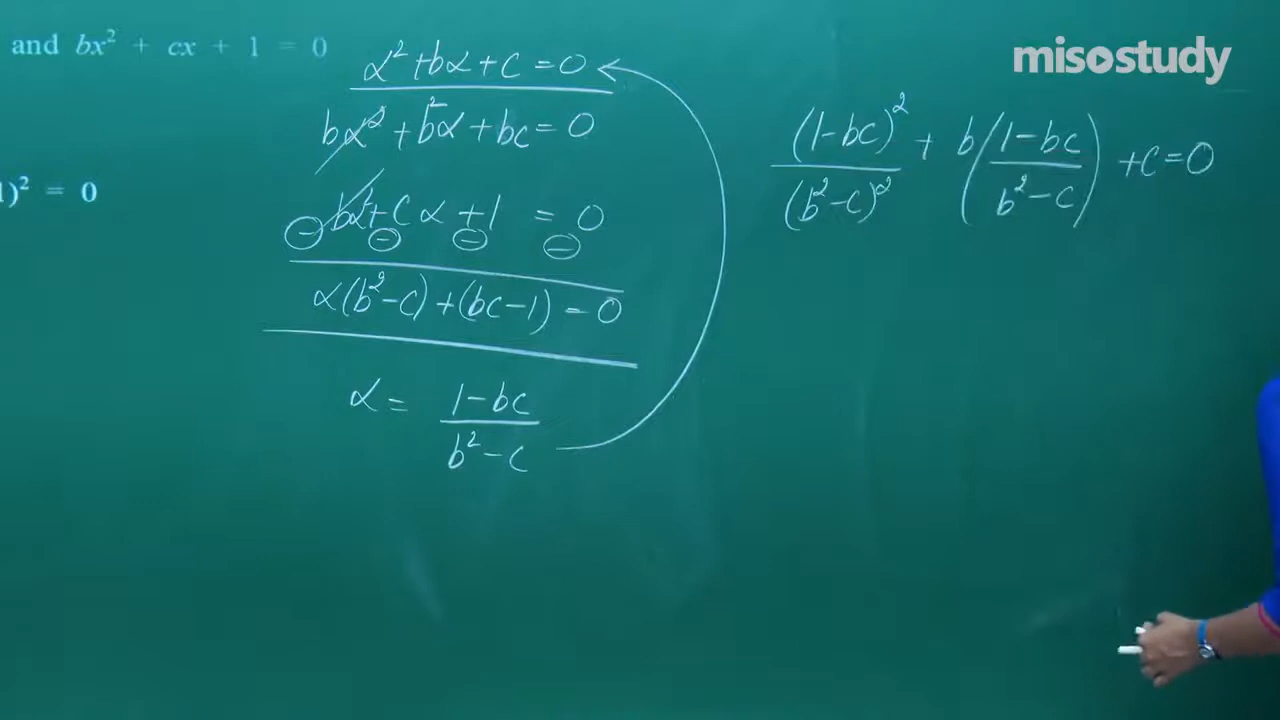 and bx² + cx + 1 = 0
1)² = 0
α² + bα + c = 0
bα² + b²α + bc = 0
bα² + cα + 1 = 0
α(b² - c) + (bc - 1) = 0
α = (1 - bc)/(b² - c)
misostudy
(1 - bc)²/(b² - c)² + b((1 - bc)/(b² - c)) + c = 0